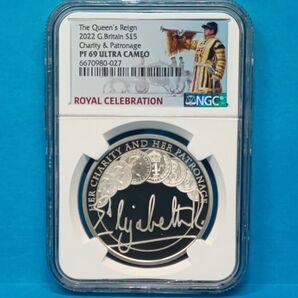 The Queen's Reign
2022 G.Britain S$5
Charity & Patronage
PF 69 ULTRA CAMEO
6670980-027
ROYAL CELEBRATION
NGC
HER CHARITY AND HER PATRONAGE
Elizabeth R